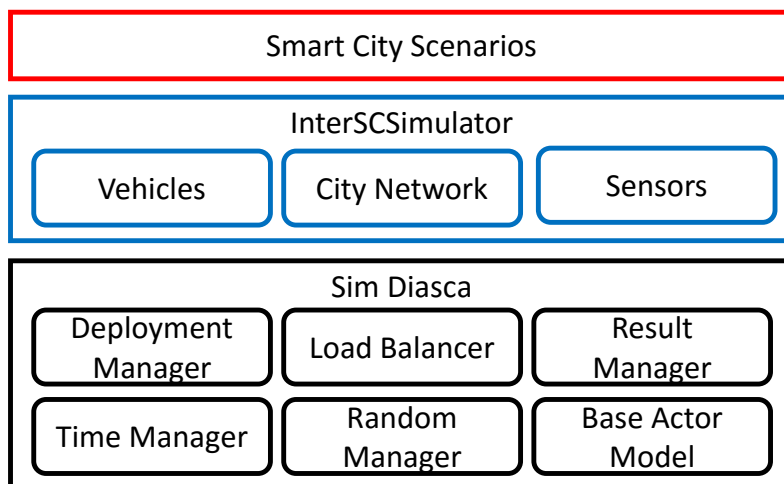 Smart City Scenarios
InterSCSimulator
Vehicles
City Network
Sensors
Sim Diasca
Deployment
Manager
Load Balancer
Result
Manager
Time Manager
Random
Manager
Base Actor
Model